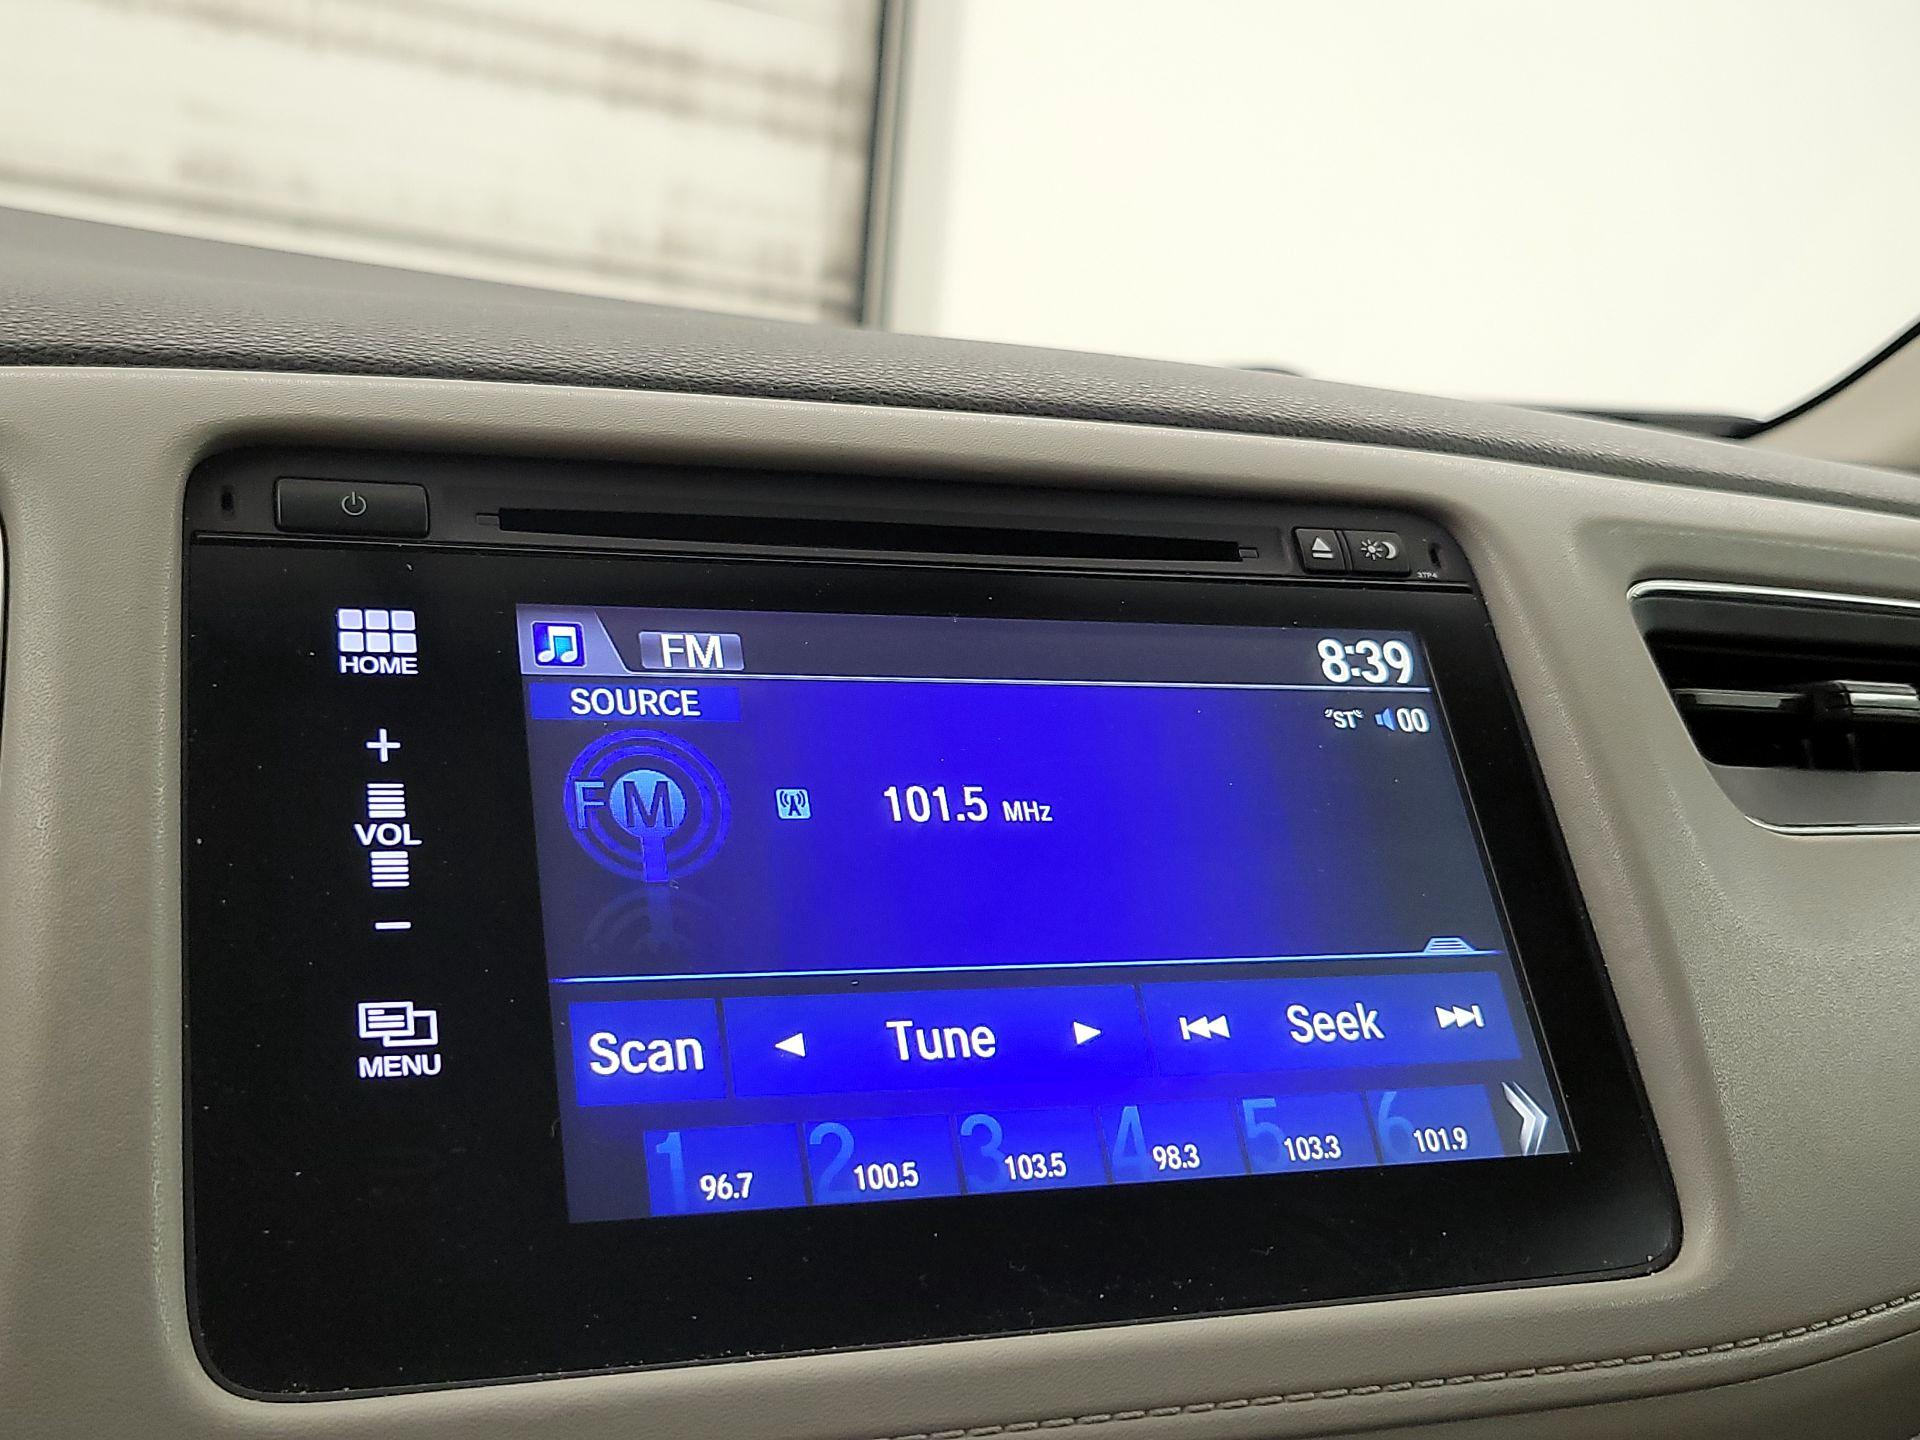 HOME
+
VOL
−
MENU
FM
8:39
SOURCE
"ST" 00
FM
101.5 MHz
Scan
Tune
Seek
1 96.7
2 100.5
3 103.5
4 98.3
5 103.3
6 101.9